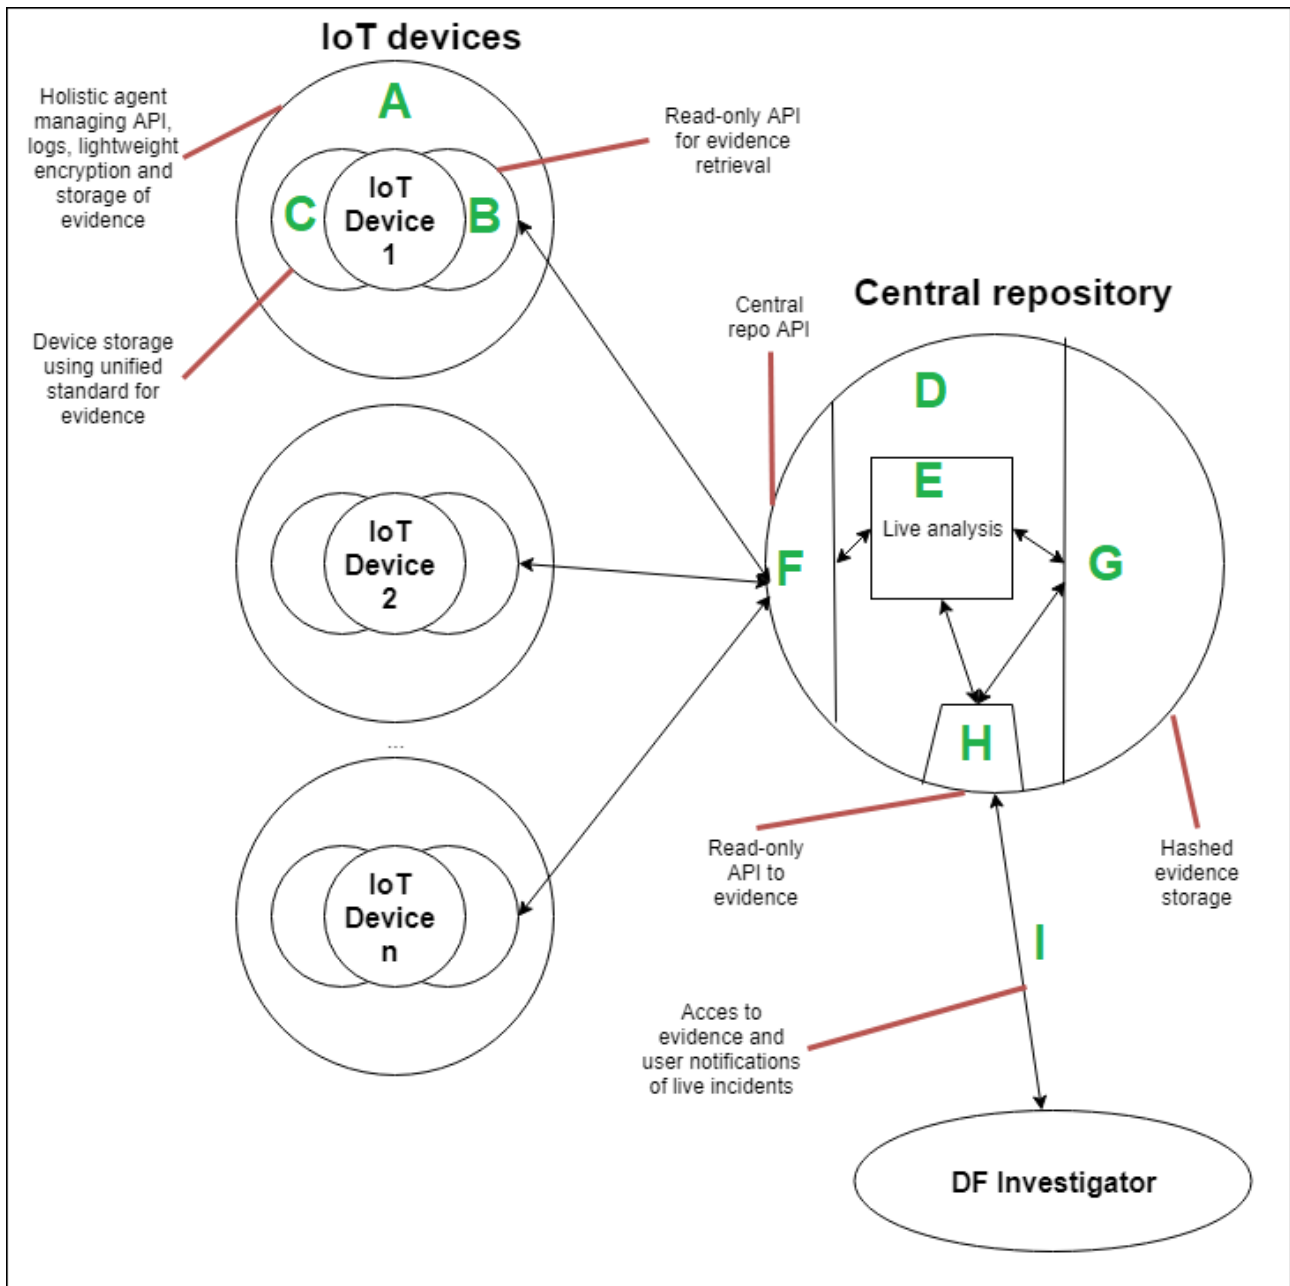 IoT devices
Holistic agent
managing API,
logs, lightweight
encryption and
storage of
evidence
A
Read-only API
for evidence
retrieval
C
IoT
Device
1
B
Device storage
using unified
standard for
evidence
IoT
Device
2
...
IoT
Device
n
Central repository
Central
repo API
D
E
Live analysis
F
G
H
Read-only
API to
evidence
Hashed
evidence
storage
I
Acces to
evidence and
user notifications
of live incidents
DF Investigator